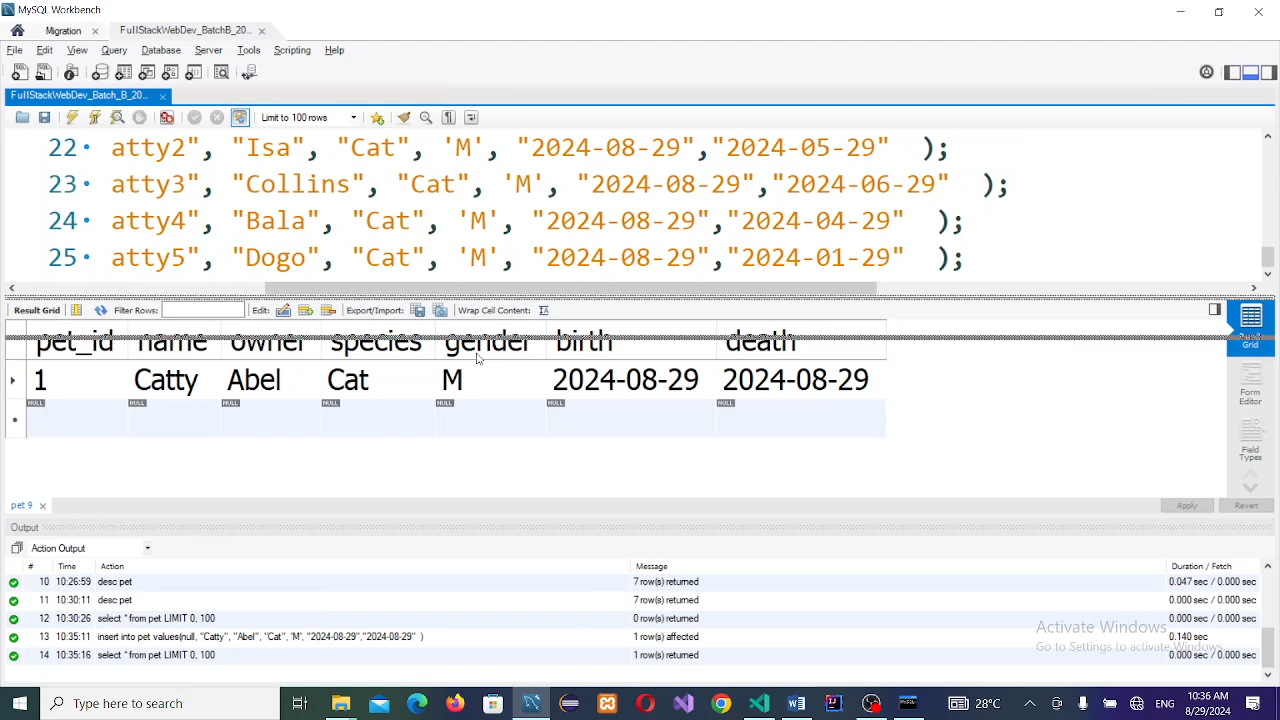 MySQL Workbench
Migration
FullStackWebDev_BatchB_20...
File Edit View Query Database Server Tools Scripting Help
FullStackWebDev_Batch_B_20...
Limit to 100 rows
22 atty2", "Isa", "Cat", 'M', "2024-08-29","2024-05-29" );
23 atty3", "Collins", "Cat", 'M', "2024-08-29","2024-06-29" );
24 atty4", "Bala", "Cat", 'M', "2024-08-29","2024-04-29" );
25 atty5", "Dogo", "Cat", 'M', "2024-08-29","2024-01-29" );
Result Grid Filter Rows: Edit: Export/Import: Wrap Cell Content:
pet_id name owner species gender birth death
1 Catty Abel Cat M 2024-08-29 2024-08-29
NULL NULL NULL NULL NULL NULL NULL
Grid
Form
Editor
Field
Types
pet 9
Apply Revert
Output
Action Output
# Time Action Message Duration / Fetch
10 10:26:59 desc pet 7 row(s) returned 0.047 sec / 0.000 sec
11 10:30:11 desc pet 7 row(s) returned 0.000 sec / 0.000 sec
12 10:30:26 select * from pet LIMIT 0, 100 0 row(s) returned 0.000 sec / 0.000 sec
13 10:35:11 insert into pet values(null, "Catty", "Abel", "Cat", 'M', "2024-08-29","2024-08-29" ) 1 row(s) affected 0.140 sec
14 10:35:16 select * from pet LIMIT 0, 100 1 row(s) returned 0.000 sec / 0.000 sec
Activate Windows
Go to Settings to activate Windows.
Type here to search
28°C
ENG
10:36 AM
8/29/2024